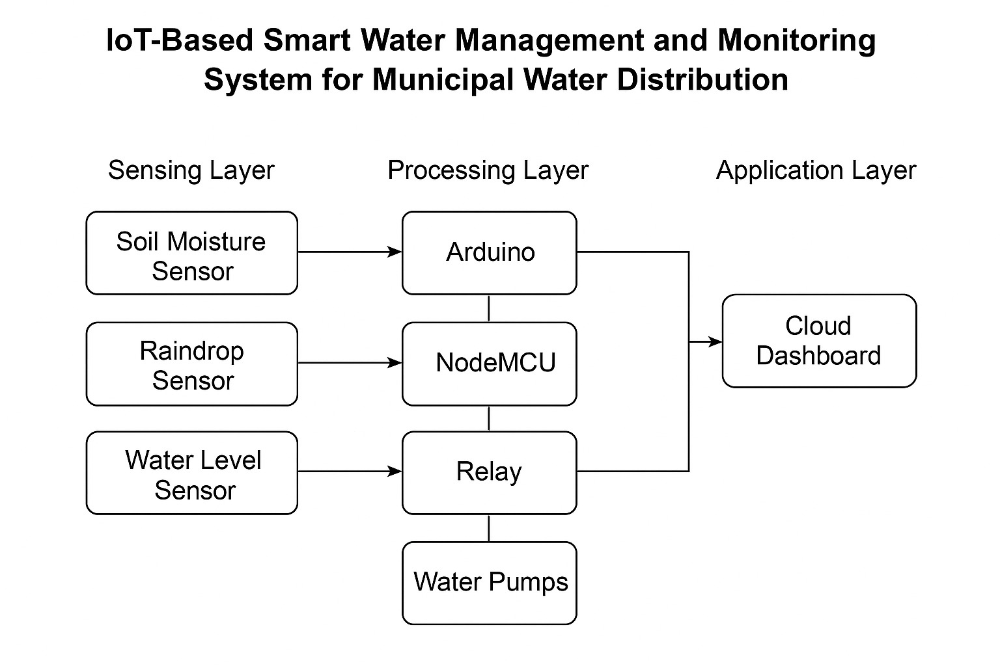 IoT-Based Smart Water Management and Monitoring
System for Municipal Water Distribution
Sensing Layer
Processing Layer
Application Layer
Soil Moisture
Sensor
Arduino
Raindrop
Sensor
NodeMCU
Cloud
Dashboard
Water Level
Sensor
Relay
Water Pumps